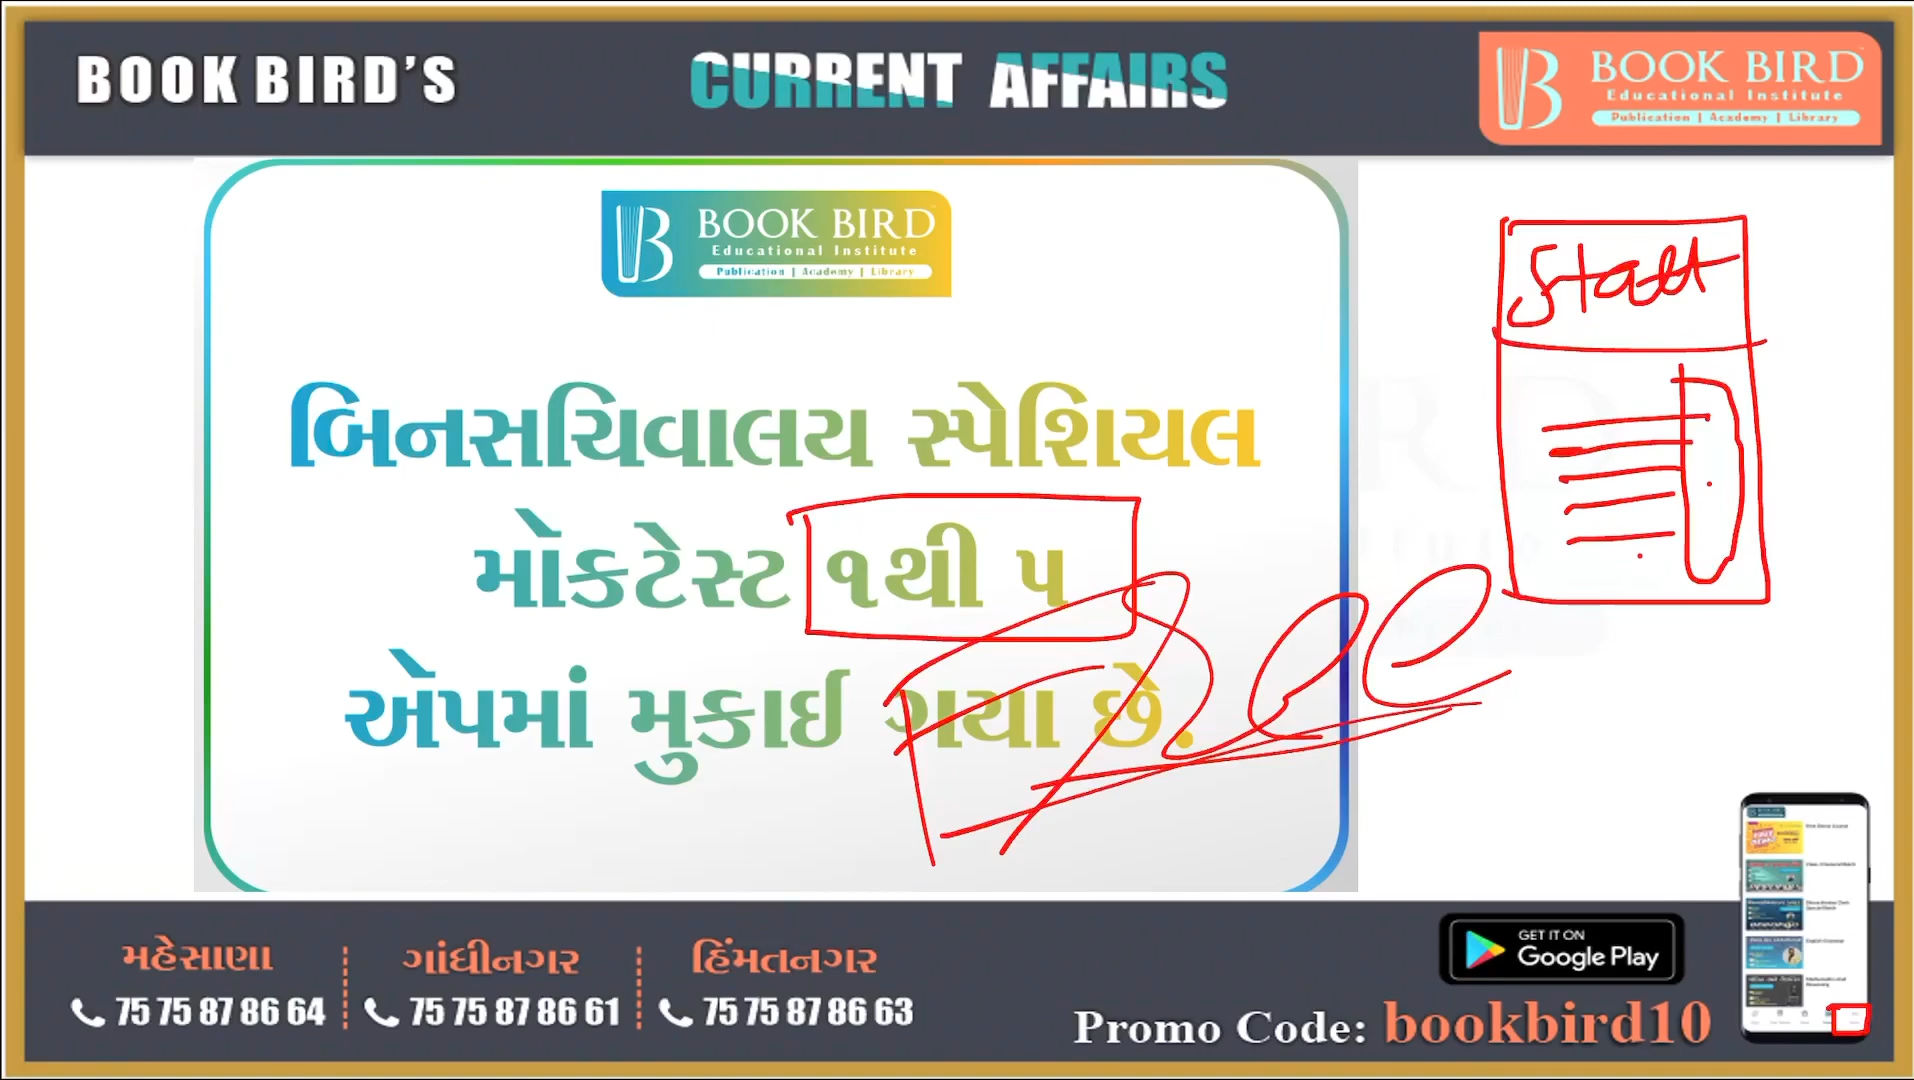 BOOK BIRD'S
CURRENT AFFAIRS
BOOK BIRD
Educational Institute
Publication | Academy | Library
BOOK BIRD
Educational Institute
Publication | Academy | Library
Start
બિનસચિવાલય સ્પેશિયલ
મોકટેસ્ટ ૧થી ૫
એપમાં મુકાઈ ગયા છે.
Free
મહેસાણા
75 75 87 86 64
ગાંધીનગર
75 75 87 86 61
હિંમતનગર
75 75 87 86 63
GET IT ON
Google Play
Promo Code: bookbird10